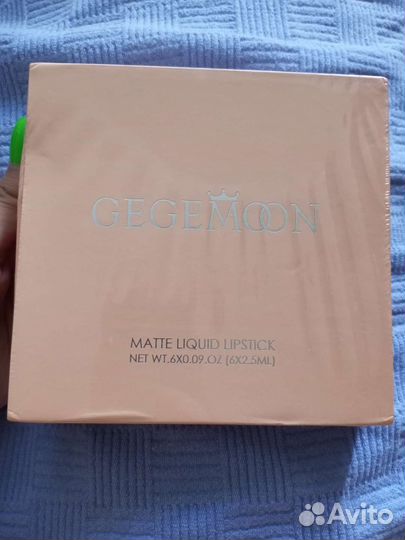 GEGEMOON
MATTE LIQUID LIPSTICK
NET WT.6X0.09.OZ (6X2.5ML)
Avito